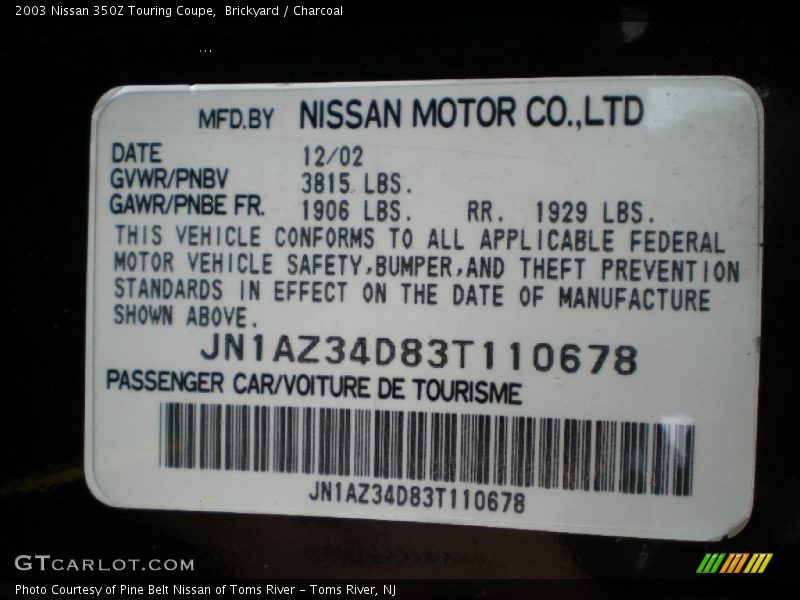 2003 Nissan 350Z Touring Coupe,  Brickyard / Charcoal
...
MFD.BY NISSAN MOTOR CO.,LTD
DATE 12/02
GVWR/PNBV 3815 LBS.
GAWR/PNBE FR. 1906 LBS. RR. 1929 LBS.
THIS VEHICLE CONFORMS TO ALL APPLICABLE FEDERAL
MOTOR VEHICLE SAFETY,BUMPER,AND THEFT PREVENTION
STANDARDS IN EFFECT ON THE DATE OF MANUFACTURE
SHOWN ABOVE.
JN1AZ34D83T110678
PASSENGER CAR/VOITURE DE TOURISME
JN1AZ34D83T110678
GTCARLOT.COM
Photo Courtesy of Pine Belt Nissan of Toms River – Toms River, NJ